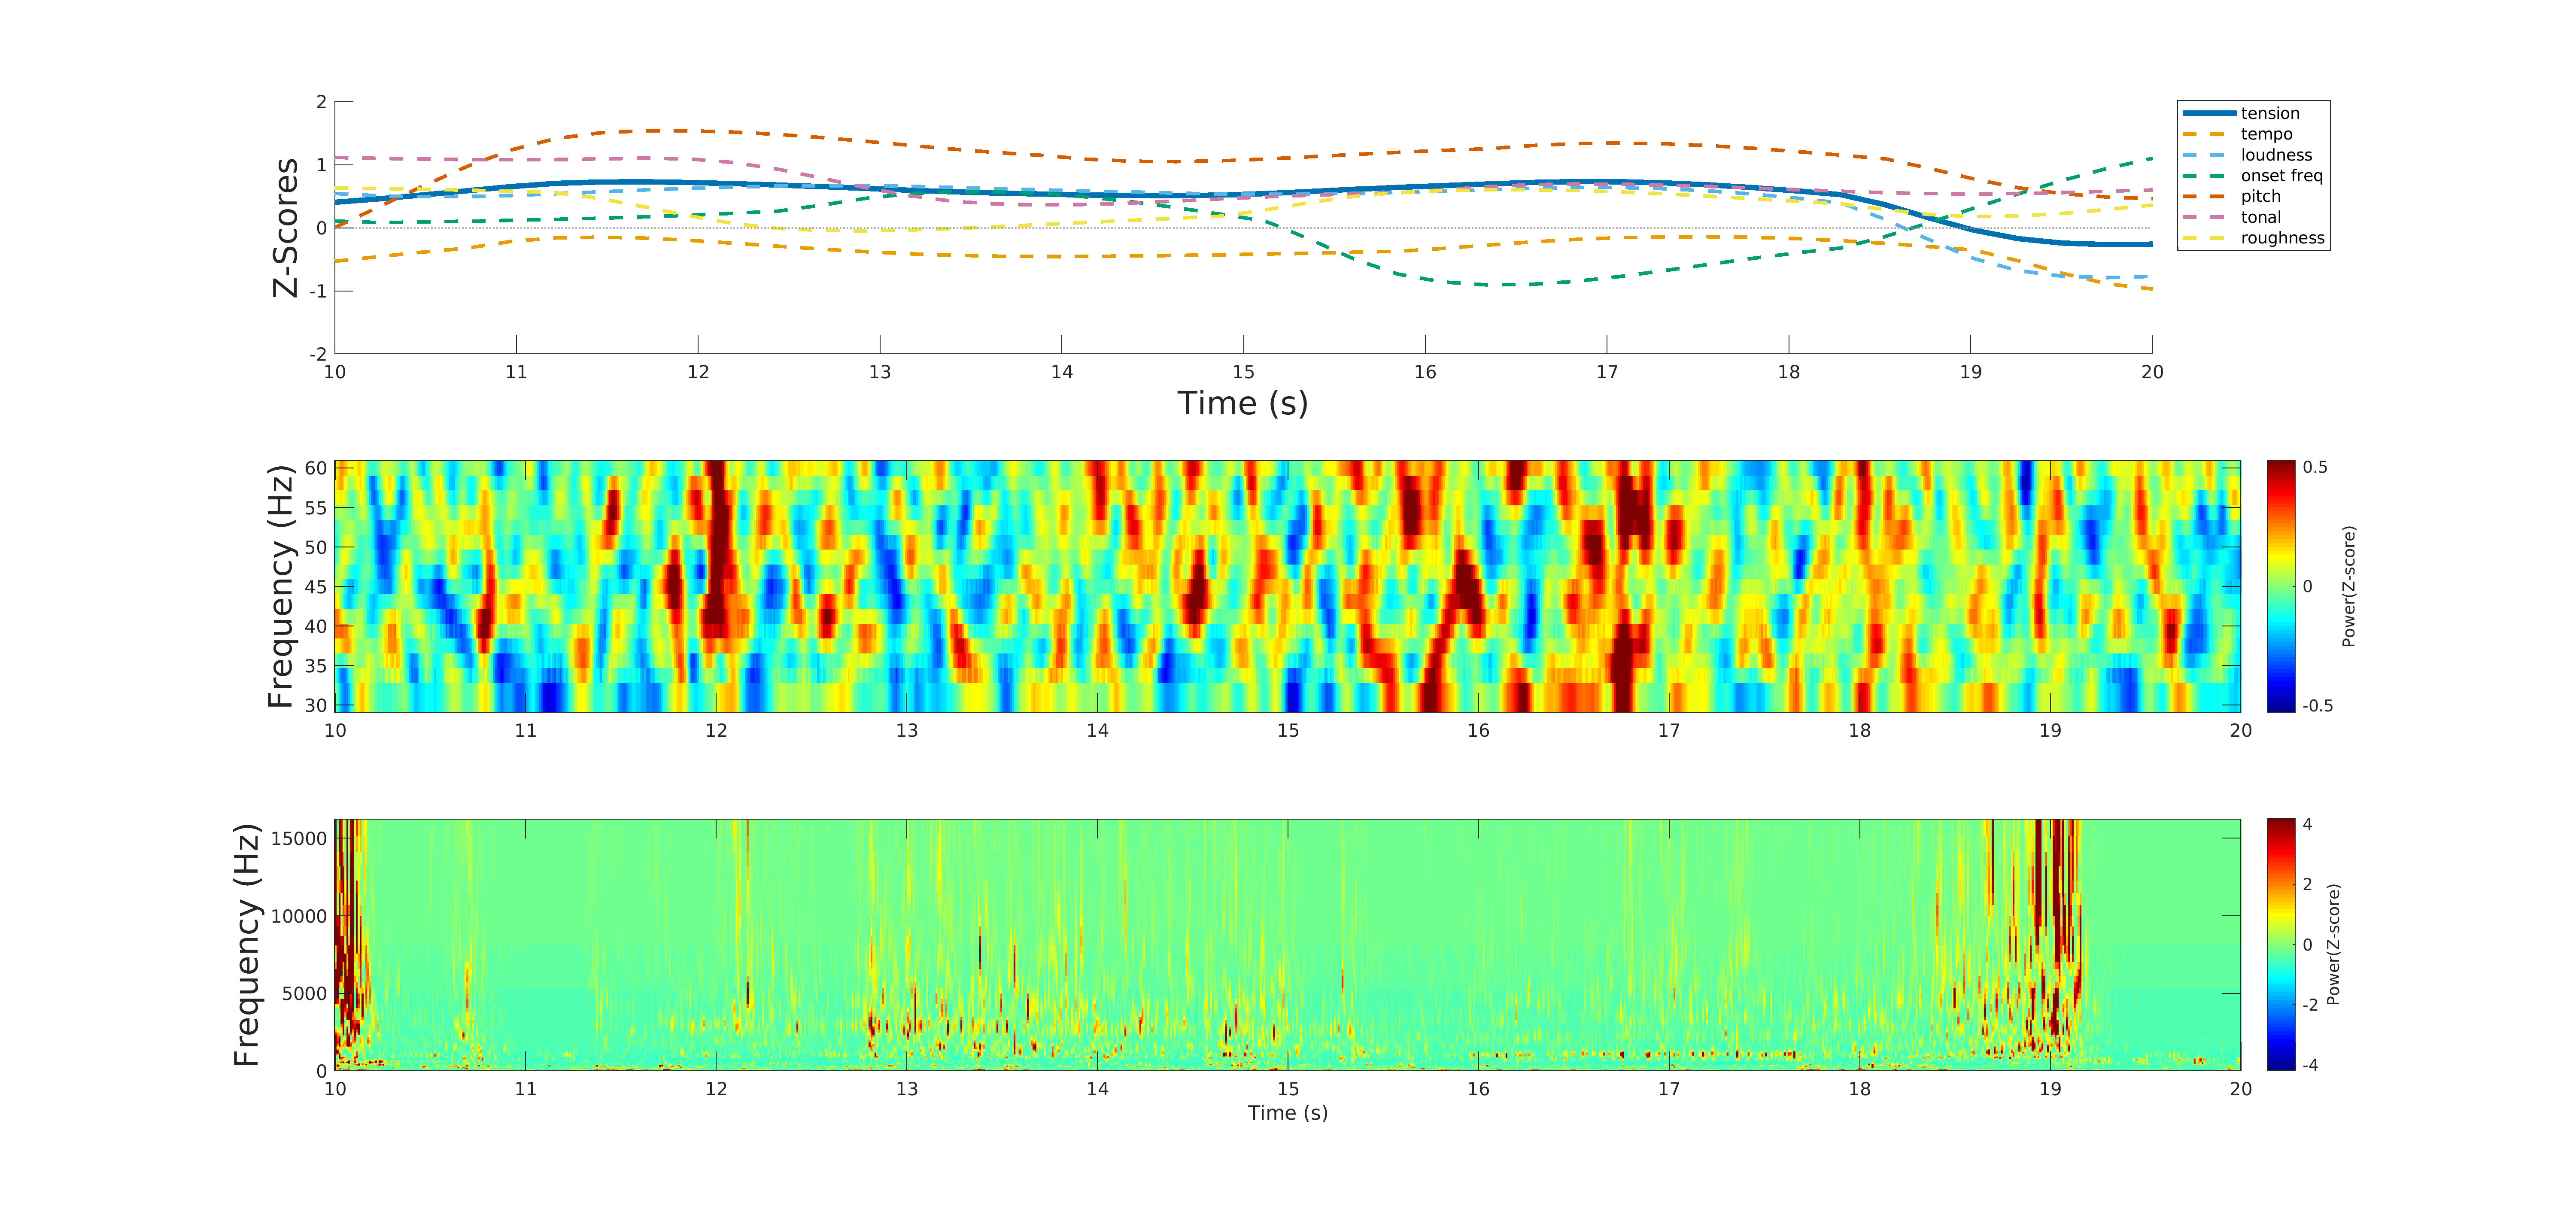 2
1
0
-1
-2
Z-Scores
10 11 12 13 14 15 16 17 18 19 20
Time (s)
tension
tempo
loudness
onset freq
pitch
tonal
roughness
60
55
50
45
40
35
30
Frequency (Hz)
10 11 12 13 14 15 16 17 18 19 20
0.5
0
-0.5
Power(Z-score)
15000
10000
5000
0
Frequency (Hz)
10 11 12 13 14 15 16 17 18 19 20
Time (s)
4
2
0
-2
-4
Power(Z-score)